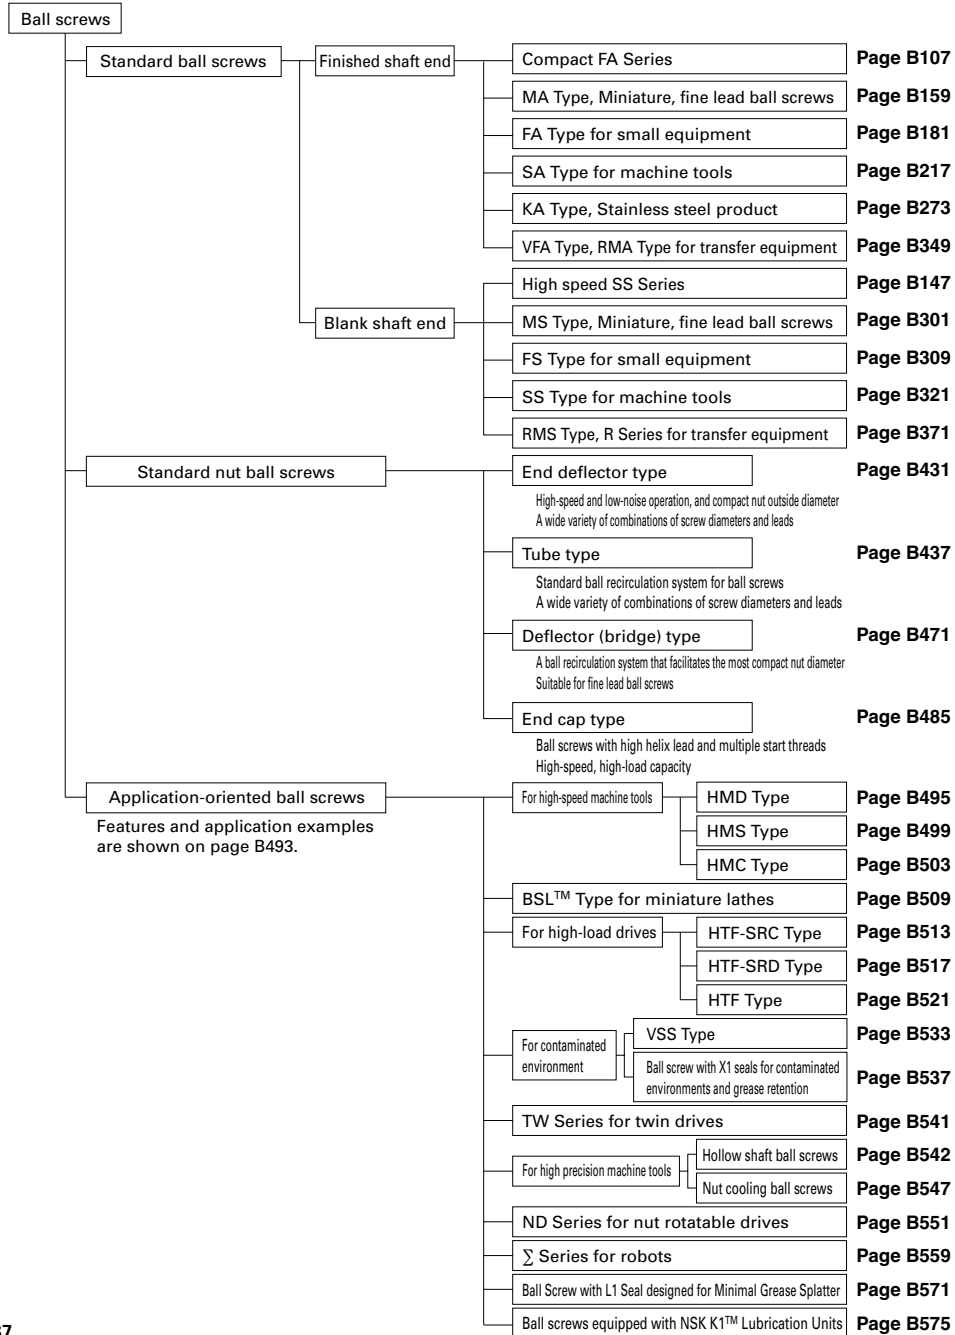 Ball screws
Standard ball screws
Finished shaft end
Compact FA Series
Page B107
MA Type, Miniature, fine lead ball screws
Page B159
FA Type for small equipment
Page B181
SA Type for machine tools
Page B217
KA Type, Stainless steel product
Page B273
VFA Type, RMA Type for transfer equipment
Page B349
High speed SS Series
Page B147
Blank shaft end
MS Type, Miniature, fine lead ball screws
Page B301
FS Type for small equipment
Page B309
SS Type for machine tools
Page B321
RMS Type, R Series for transfer equipment
Page B371
Standard nut ball screws
End deflector type
Page B431
High-speed and low-noise operation, and compact nut outside diameter
A wide variety of combinations of screw diameters and leads
Tube type
Page B437
Standard ball recirculation system for ball screws
A wide variety of combinations of screw diameters and leads
Deflector (bridge) type
Page B471
A ball recirculation system that facilitates the most compact nut diameter
Suitable for fine lead ball screws
End cap type
Page B485
Ball screws with high helix lead and multiple start threads
High-speed, high-load capacity
Application-oriented ball screws
Features and application examples
are shown on page B493.
For high-speed machine tools
HMD Type
Page B495
HMS Type
Page B499
HMC Type
Page B503
BSL™ Type for miniature lathes
Page B509
For high-load drives
HTF-SRC Type
Page B513
HTF-SRD Type
Page B517
HTF Type
Page B521
For contaminated
environment
VSS Type
Page B533
Ball screw with X1 seals for contaminated
environments and grease retention
Page B537
TW Series for twin drives
Page B541
For high precision machine tools
Hollow shaft ball screws
Page B542
Nut cooling ball screws
Page B547
ND Series for nut rotatable drives
Page B551
∑ Series for robots
Page B559
Ball Screw with L1 Seal designed for Minimal Grease Splatter
Page B571
Ball screws equipped with NSK K1™ Lubrication Units
Page B575